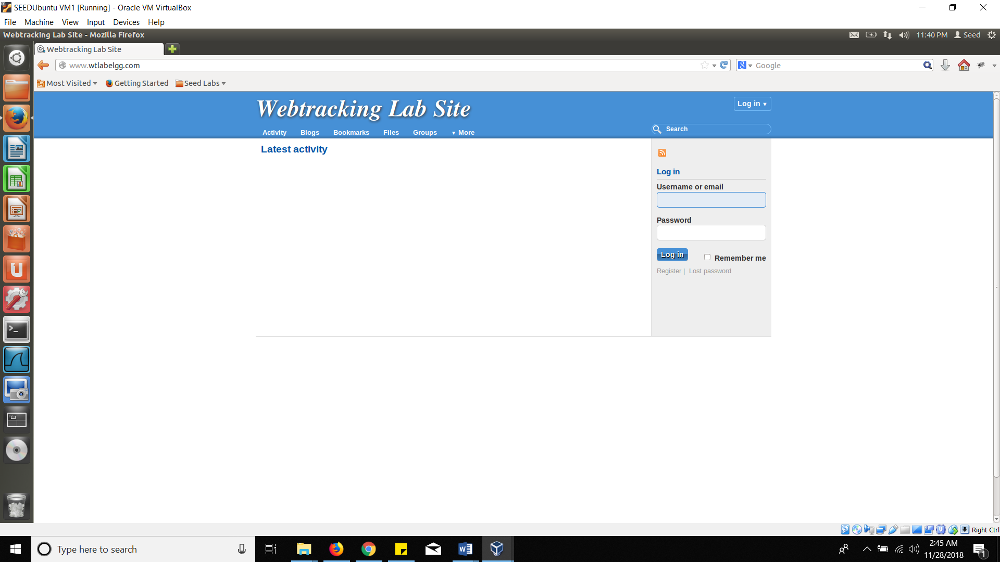 SEEDUbuntu VM1 [Running] - Oracle VM VirtualBox
File Machine View Input Devices Help
Webtracking Lab Site - Mozilla Firefox 11:40 PM Seed
Webtracking Lab Site
www.wtlabelgg.com Google
Most Visited Getting Started Seed Labs
Webtracking Lab Site Log in
Activity Blogs Bookmarks Files Groups More Search
Latest activity
Log in
Username or email
Password
Log in Remember me
Register | Lost password
Right Ctrl
Type here to search 2:45 AM
11/28/2018 1